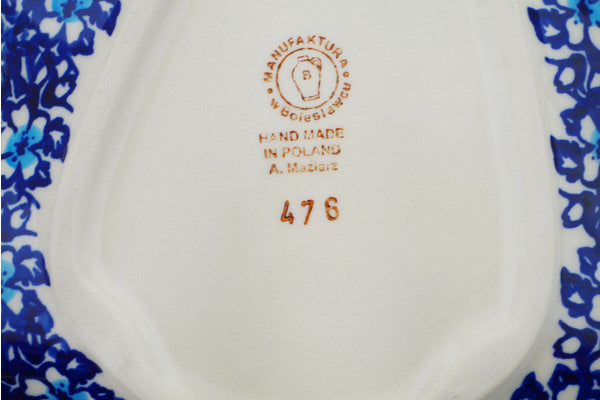 MANUFAKTURA
w Bolesławcu
B
HAND MADE
IN POLAND
A. Maziarz
476